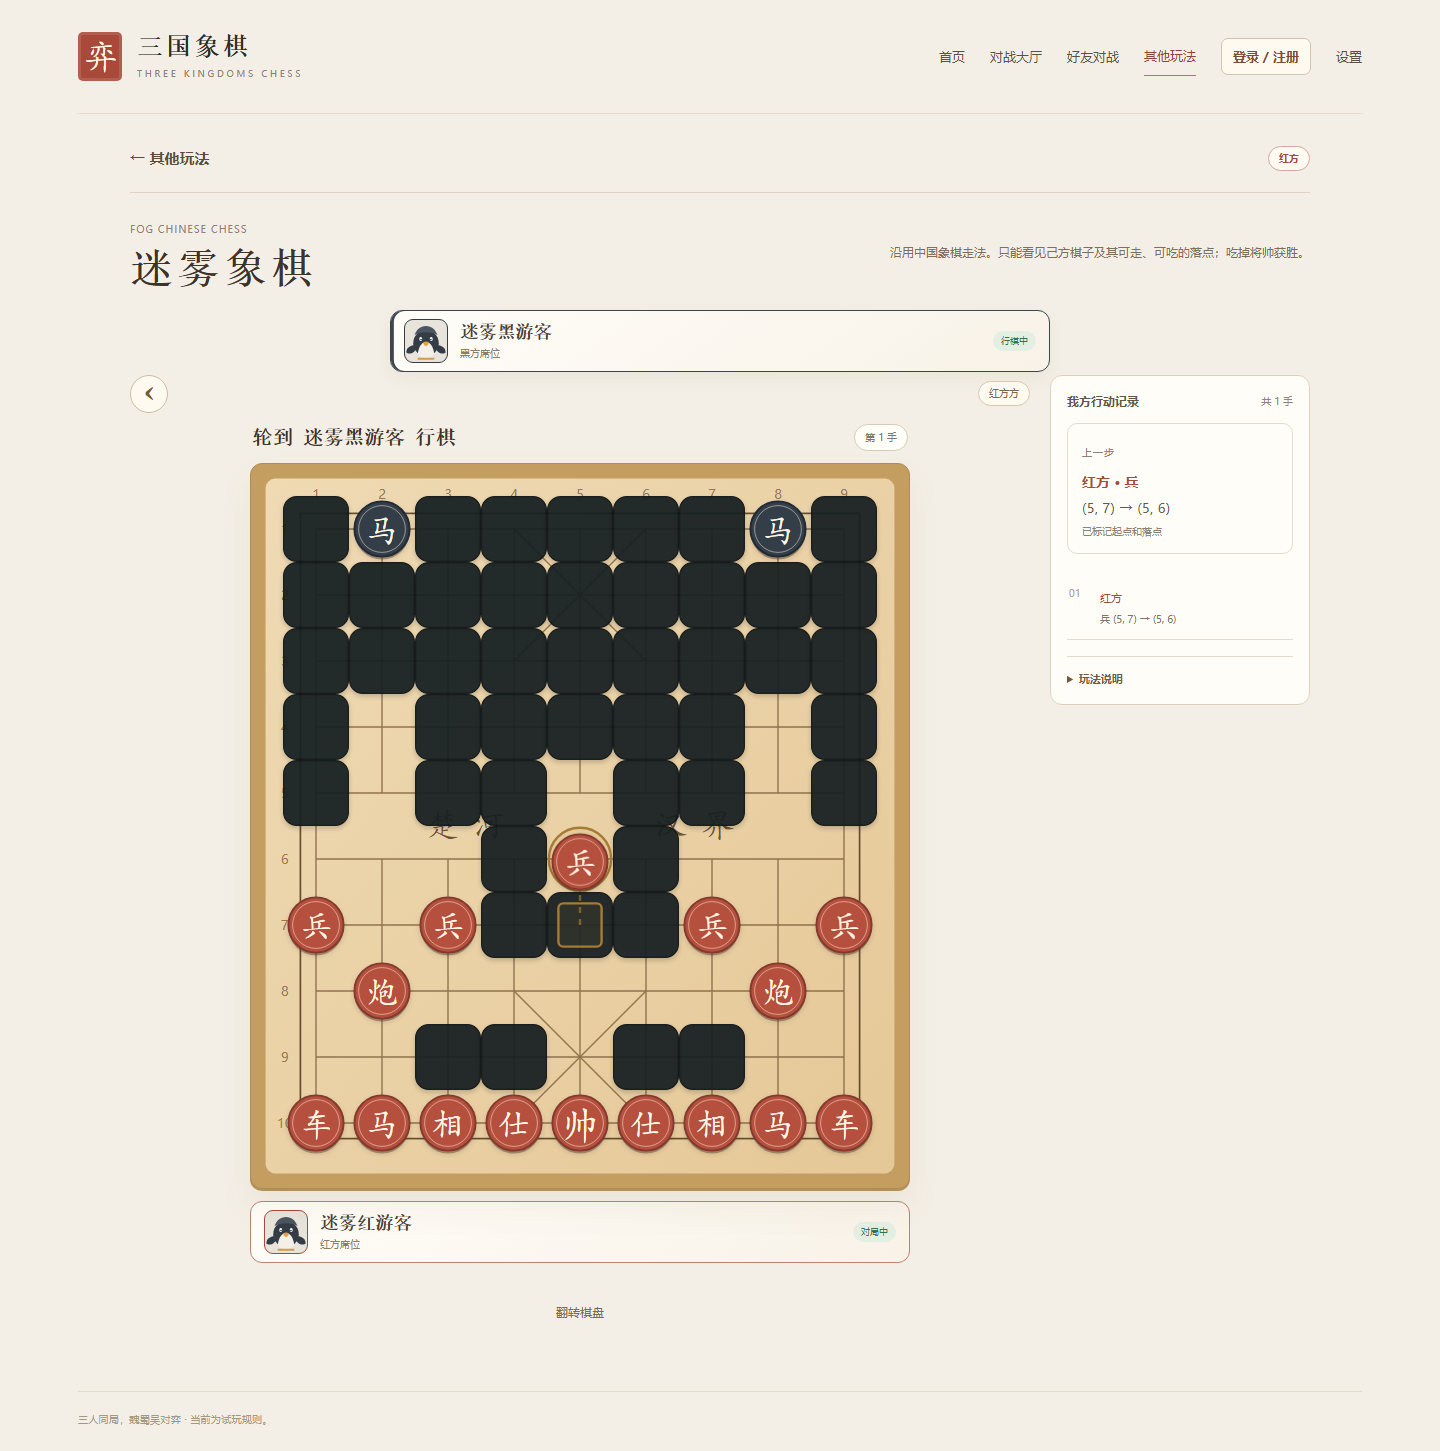 弈
三国象棋
THREE KINGDOMS CHESS
首页 对战大厅 好友对战 其他玩法 登录 / 注册 设置
← 其他玩法
红方
FOG CHINESE CHESS
迷雾象棋
沿用中国象棋走法。只能看见己方棋子及其可走、可吃的落点；吃掉将帅获胜。
迷雾黑游客
黑方席位
行棋中
红方方
轮到 迷雾黑游客 行棋
第 1 手
1 2 3 4 5 6 7 8 9
马 马
楚 河 汉 界
6 兵
7 兵 兵 兵 兵
8 炮 炮
9
10 车 马 相 仕 帅 仕 相 马 车
迷雾红游客
红方席位
对局中
翻转棋盘
我方行动记录
共 1 手
上一步
红方 • 兵
(5, 7) → (5, 6)
已标记起点和落点
01 红方
兵 (5, 7) → (5, 6)
▶ 玩法说明
三人同局，魏蜀吴对弈 · 当前为试玩规则。